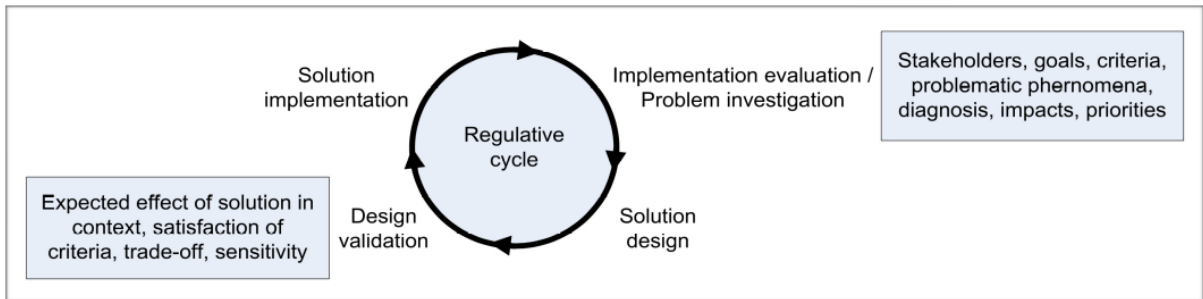 Solution
implementation
Regulative
cycle
Implementation evaluation /
Problem investigation
Stakeholders, goals, criteria,
problematic phenomena,
diagnosis, impacts, priorities
Expected effect of solution in
context, satisfaction of
criteria, trade-off, sensitivity
Design
validation
Solution
design